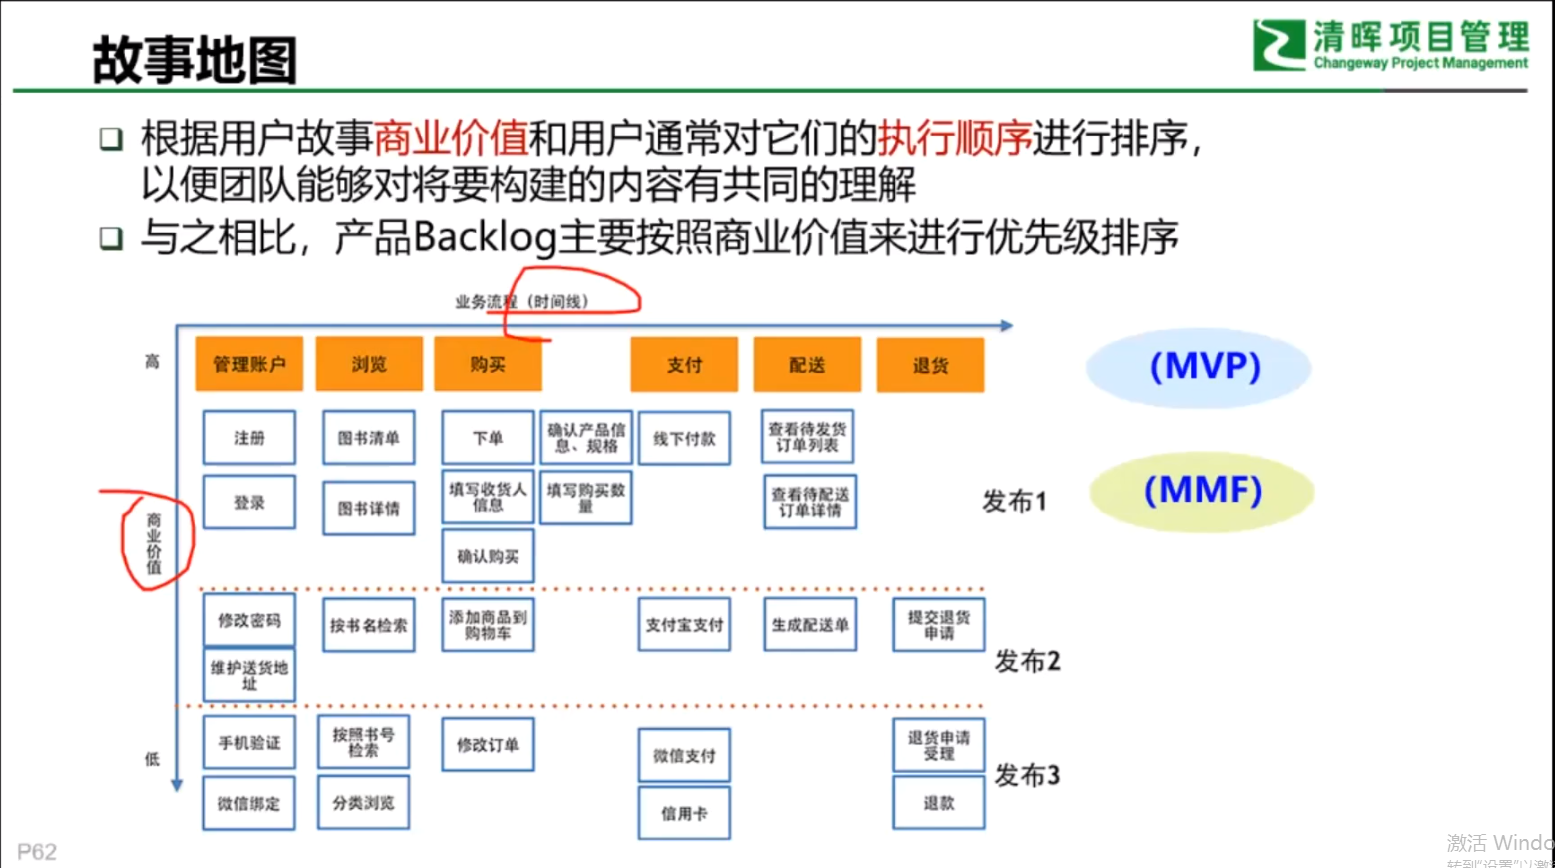 故事地图
清晖项目管理
Changeway Project Management
根据用户故事商业价值和用户通常对它们的执行顺序进行排序，
以便团队能够对将要构建的内容有共同的理解
与之相比，产品Backlog主要按照商业价值来进行优先级排序
业务流程（时间线）
高
管理账户
浏览
购买
支付
配送
退货
(MVP)
注册
图书清单
下单
确认产品信
息、规格
线下付款
查看待发货
订单列表
登录
图书详情
填写收货人
信息
填写购买数
量
查看待配送
订单详情
发布1
(MMF)
商业价值
确认购买
修改密码
按书名检索
添加商品到
购物车
支付宝支付
生成配送单
提交退货
申请
发布2
维护送货地
址
手机验证
按照书号
检索
修改订单
微信支付
退货申请
受理
低
发布3
微信绑定
分类浏览
信用卡
退款
P62
激活 Windo
转到"设置"以激